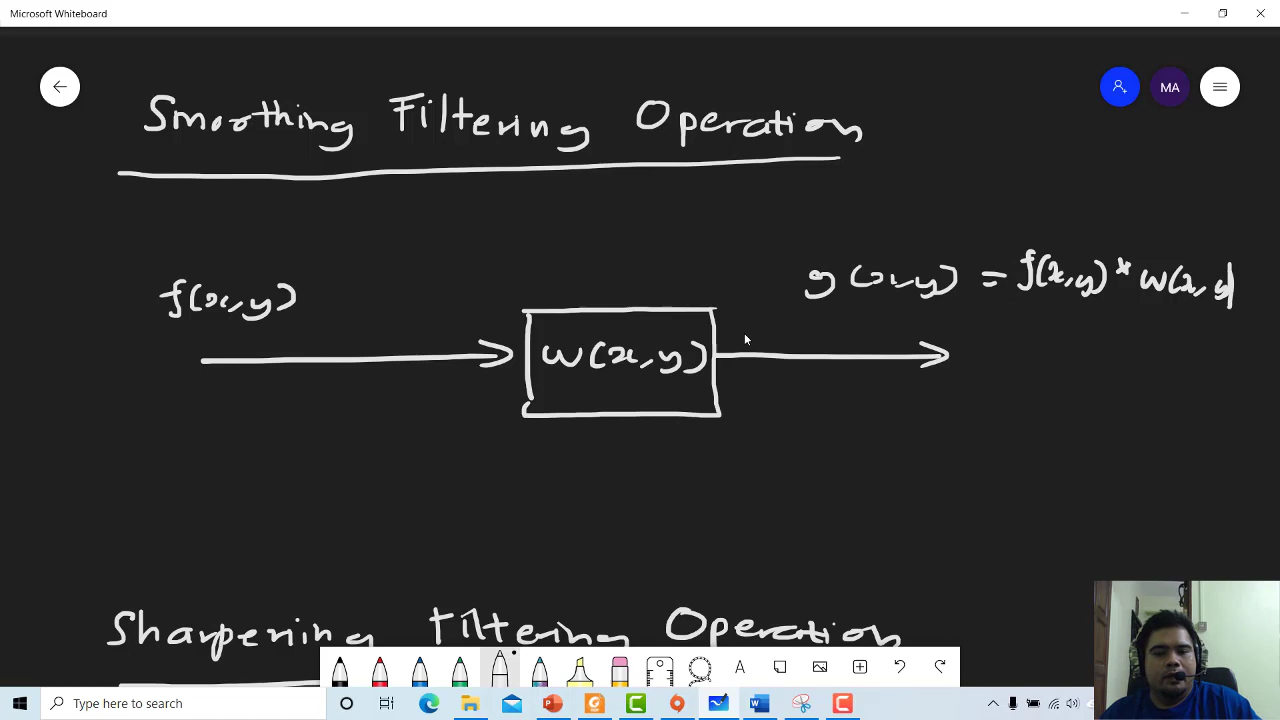 Microsoft Whiteboard
Smoothing Filtering Operation
MA
g(x,y) = f(x,y) * w(x,y)
f(x,y)
w(x,y)
Sharpening Filtering Operation
Type here to search